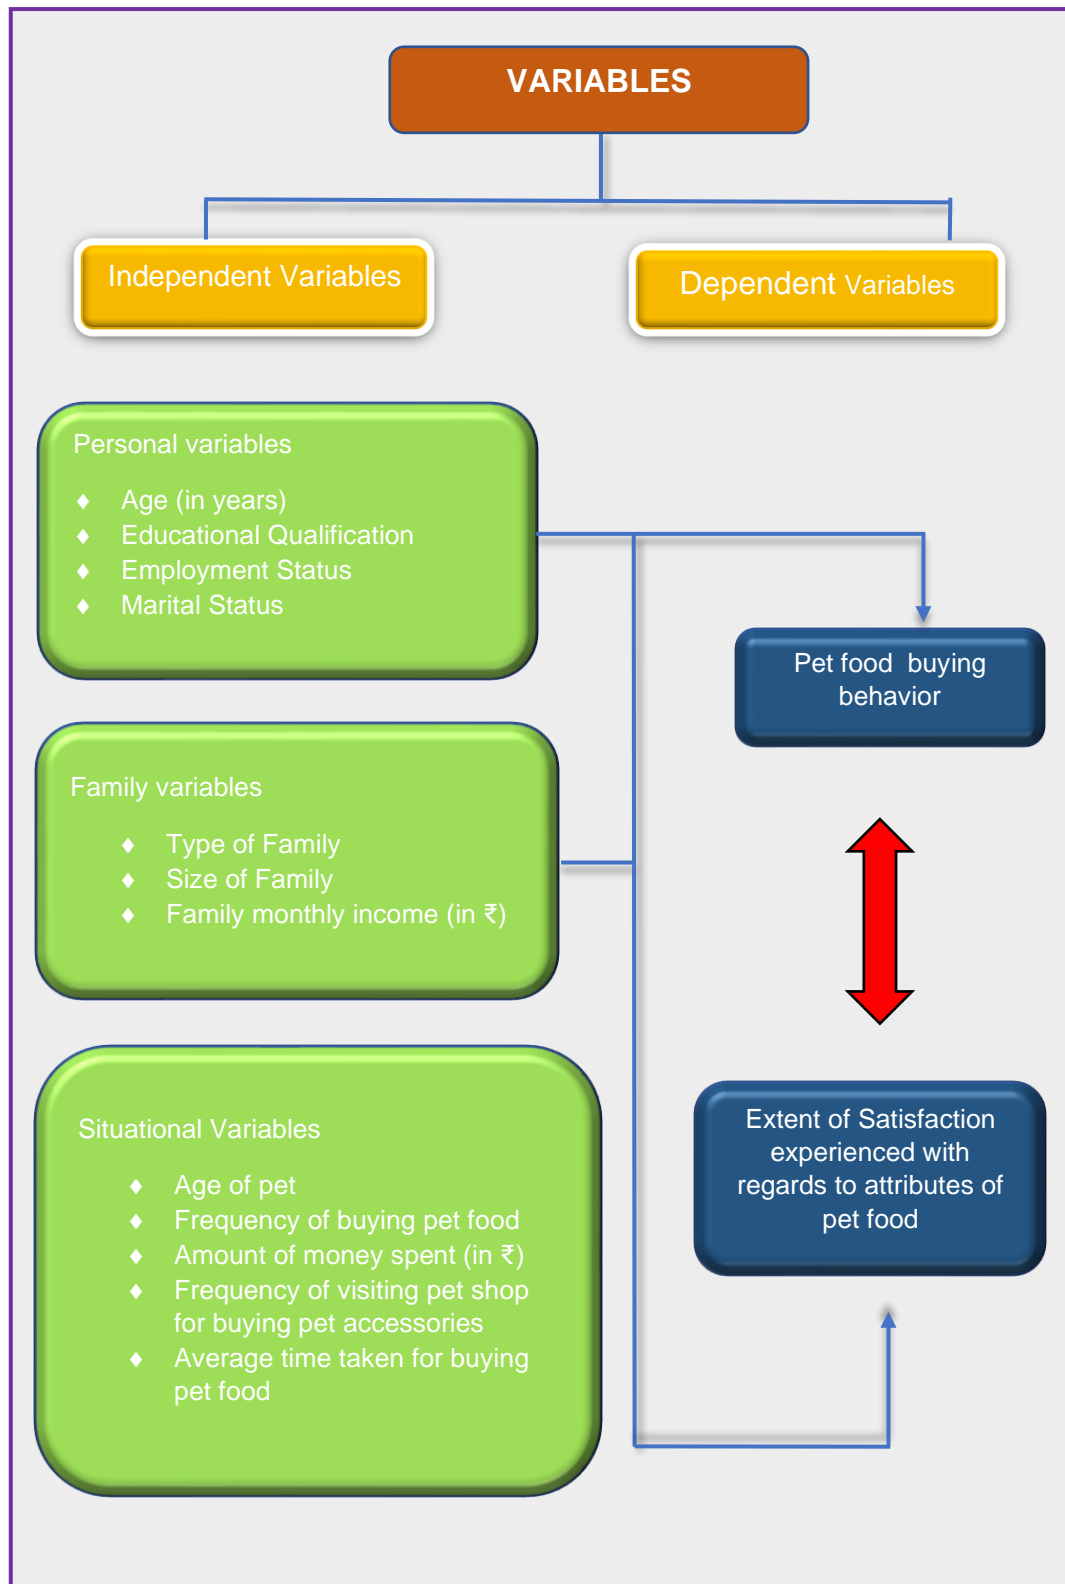 VARIABLES
Independent Variables
Dependent Variables
Personal variables
♦ Age (in years)
♦ Educational Qualification
♦ Employment Status
♦ Marital Status
Pet food  buying
behavior
Family variables
♦ Type of Family
♦ Size of Family
♦ Family monthly income (in ₹)
Situational Variables
♦ Age of pet
♦ Frequency of buying pet food
♦ Amount of money spent (in ₹)
♦ Frequency of visiting pet shop
for buying pet accessories
♦ Average time taken for buying
pet food
Extent of Satisfaction
experienced with
regards to attributes of
pet food